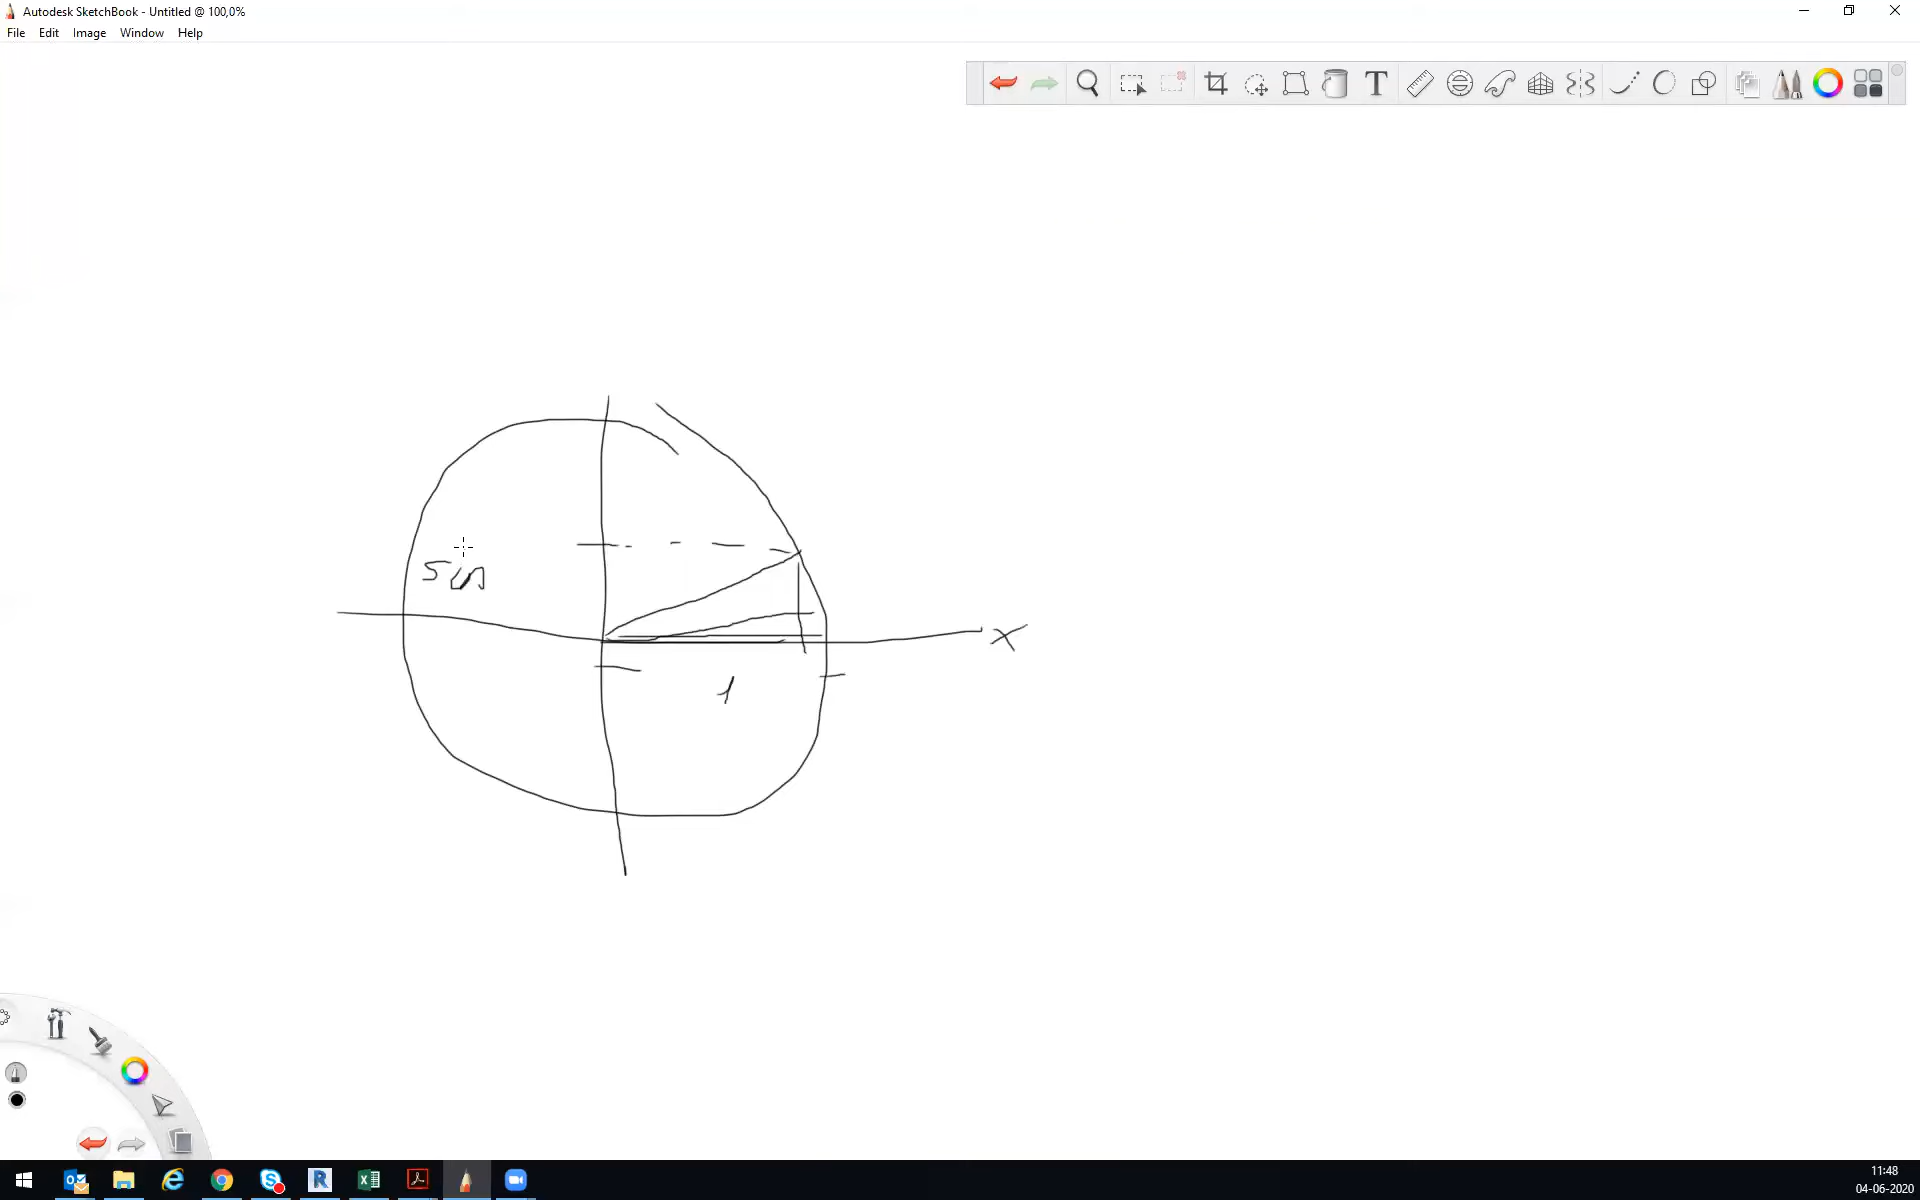 Autodesk SketchBook - Untitled @ 100,0%
File Edit Image Window Help
T
sin
X
1
11:48
04-06-2020